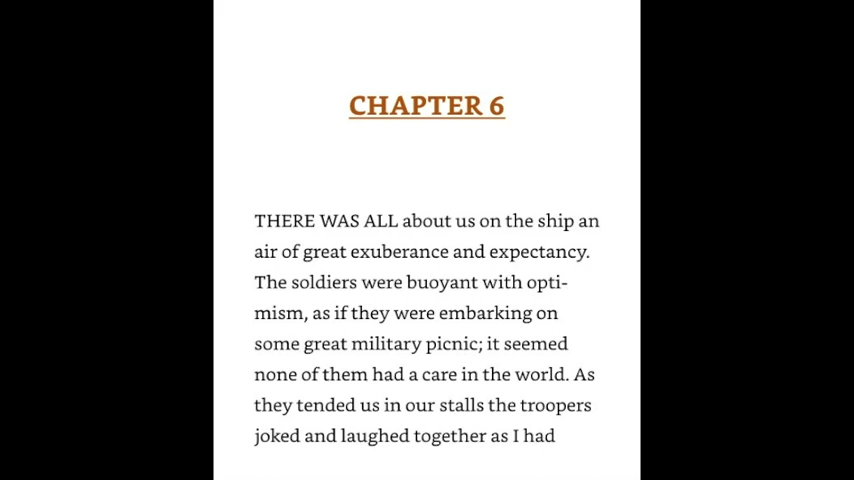 CHAPTER 6
THERE WAS ALL about us on the ship an
air of great exuberance and expectancy.
The soldiers were buoyant with opti-
mism, as if they were embarking on
some great military picnic; it seemed
none of them had a care in the world. As
they tended us in our stalls the troopers
joked and laughed together as I had